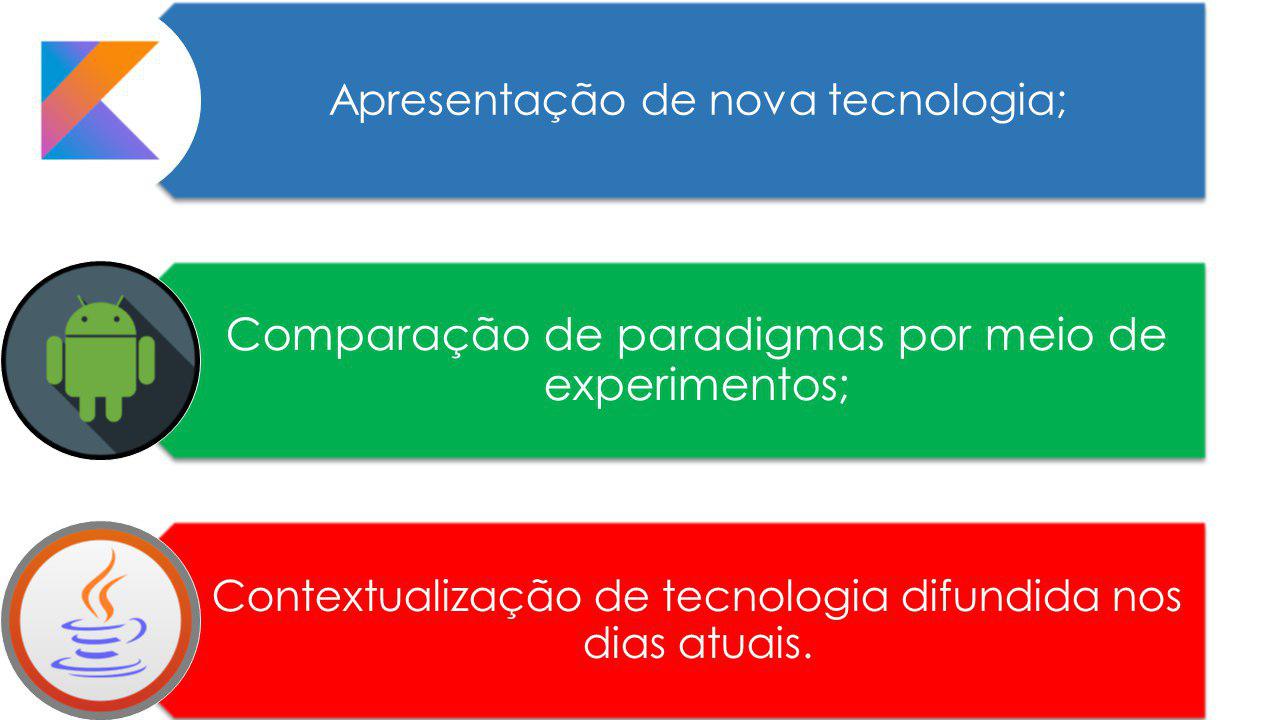 Apresentação de nova tecnologia;
Comparação de paradigmas por meio de
experimentos;
Contextualização de tecnologia difundida nos
dias atuais.